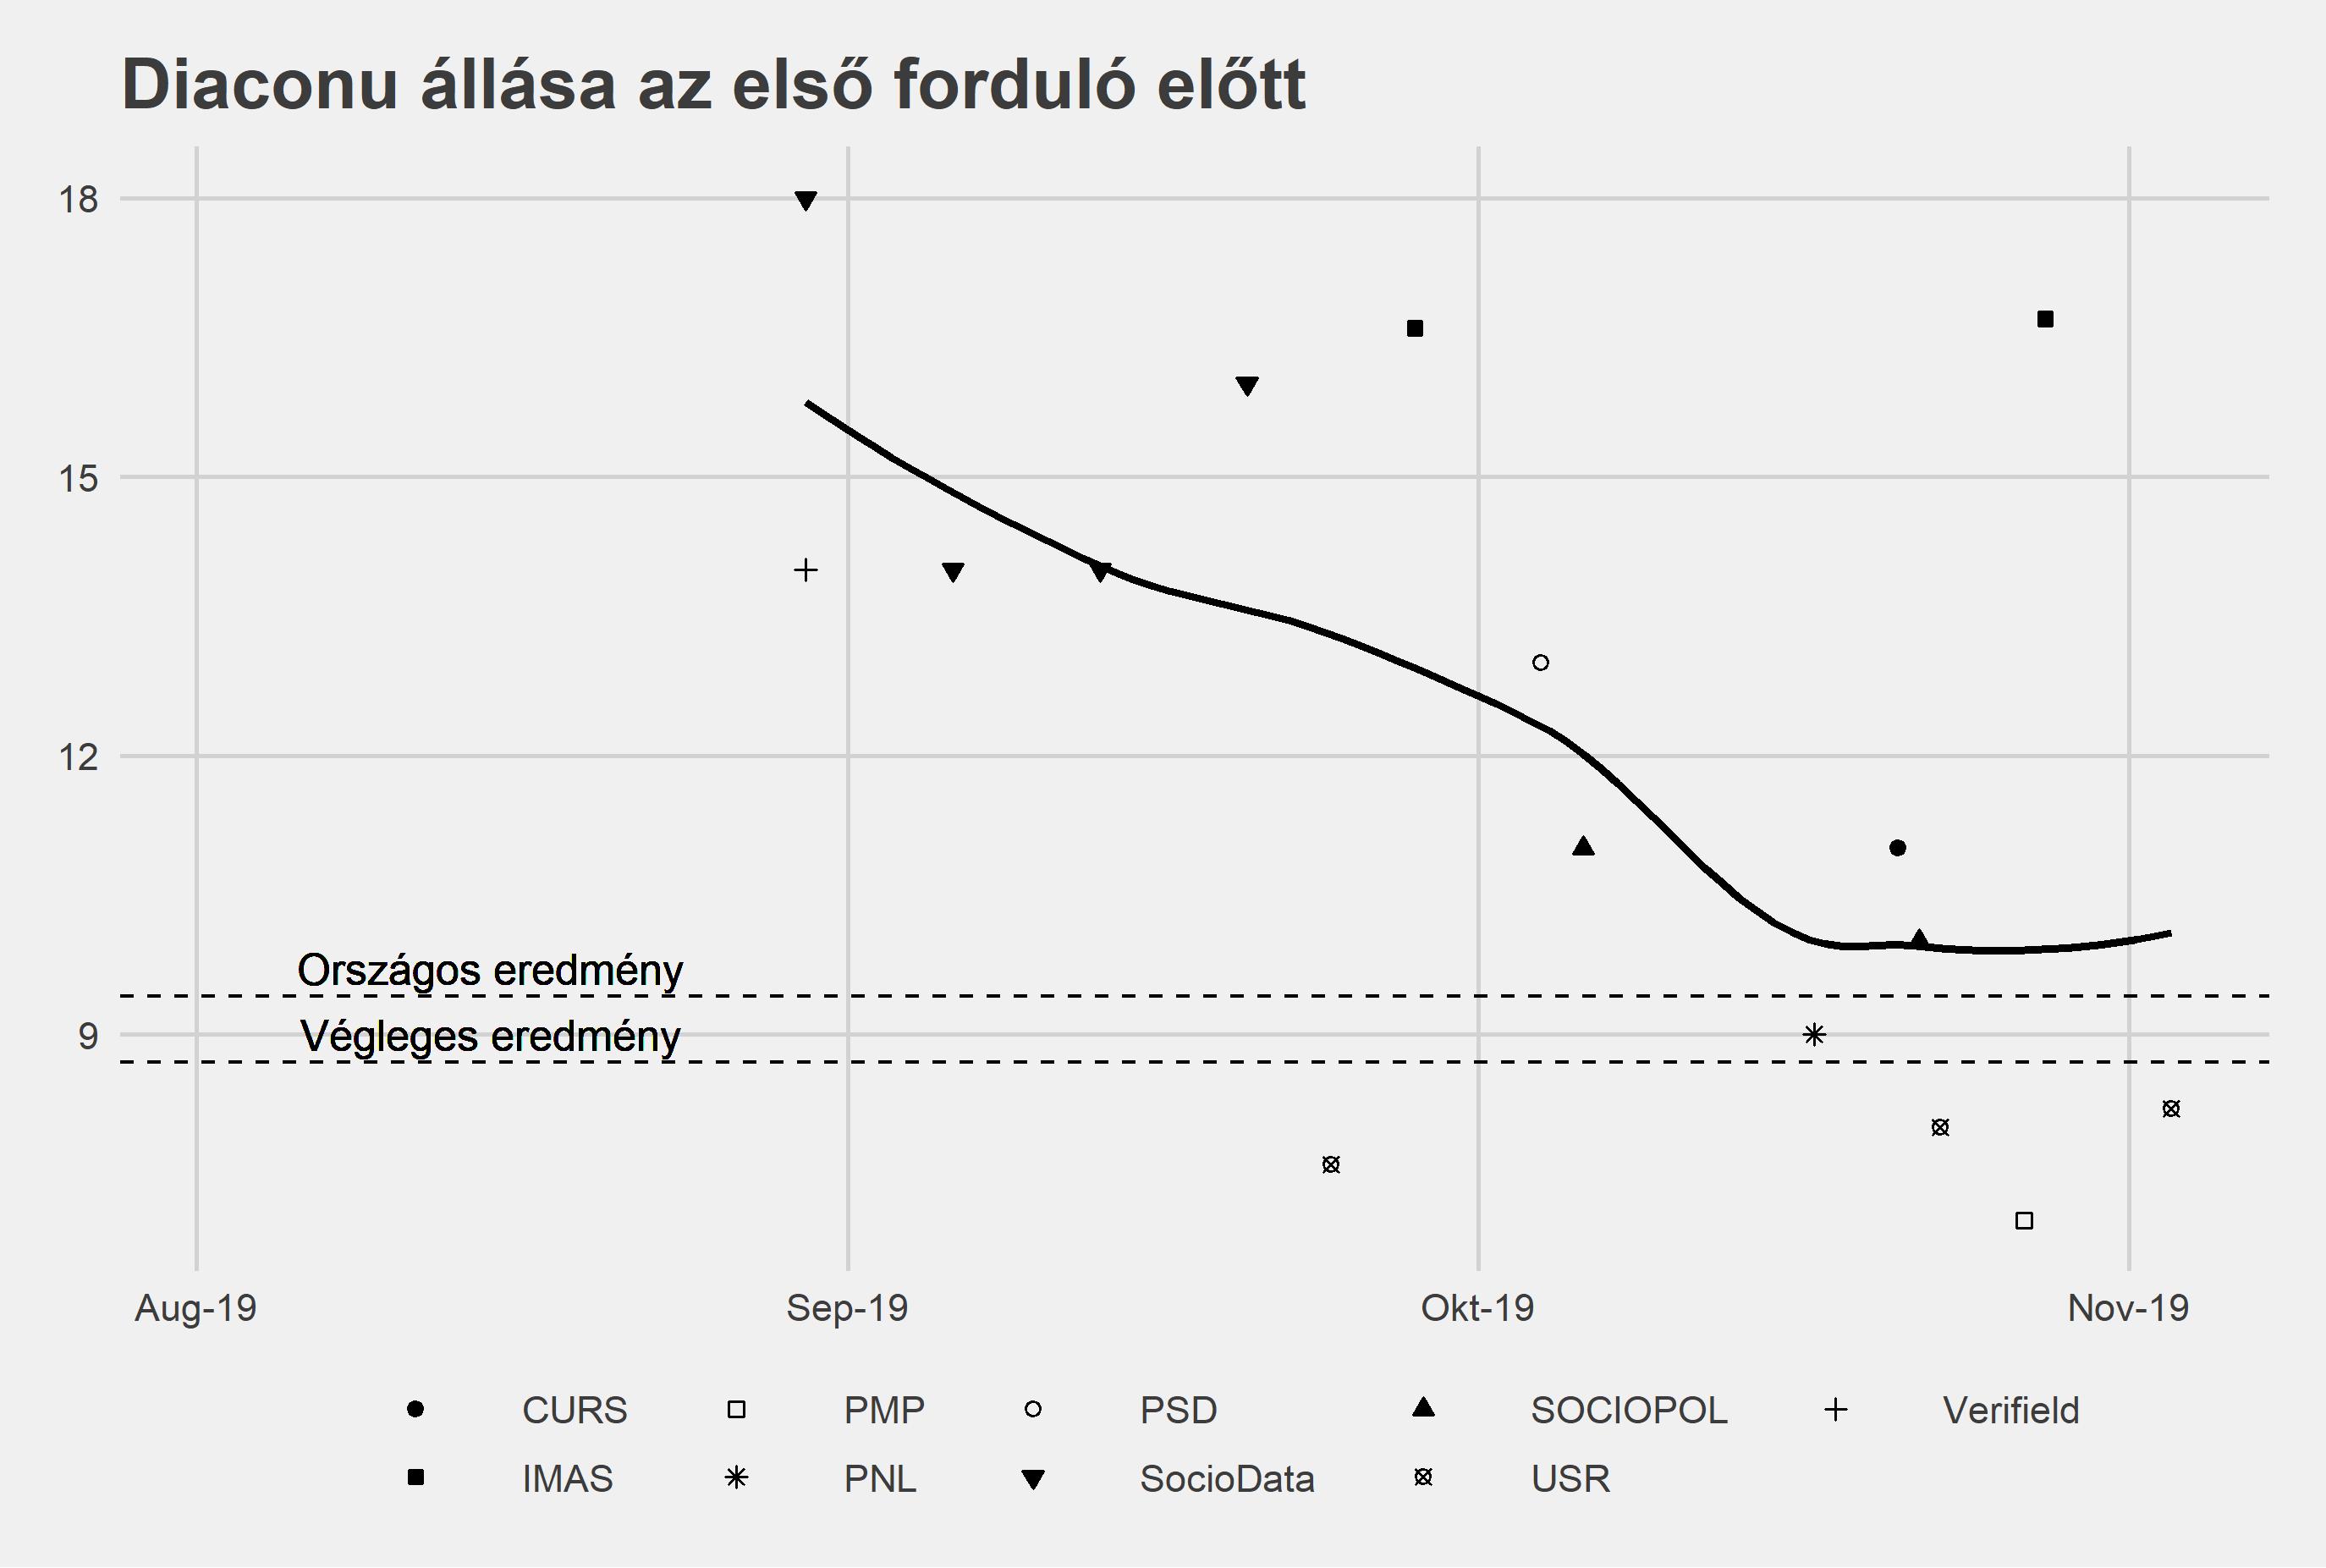 Diaconu állása az első forduló előtt
18
15
12
9
Országos eredmény
Végleges eredmény
Aug-19 Sep-19 Okt-19 Nov-19
CURS PMP PSD SOCIOPOL Verifield
IMAS PNL SocioData USR